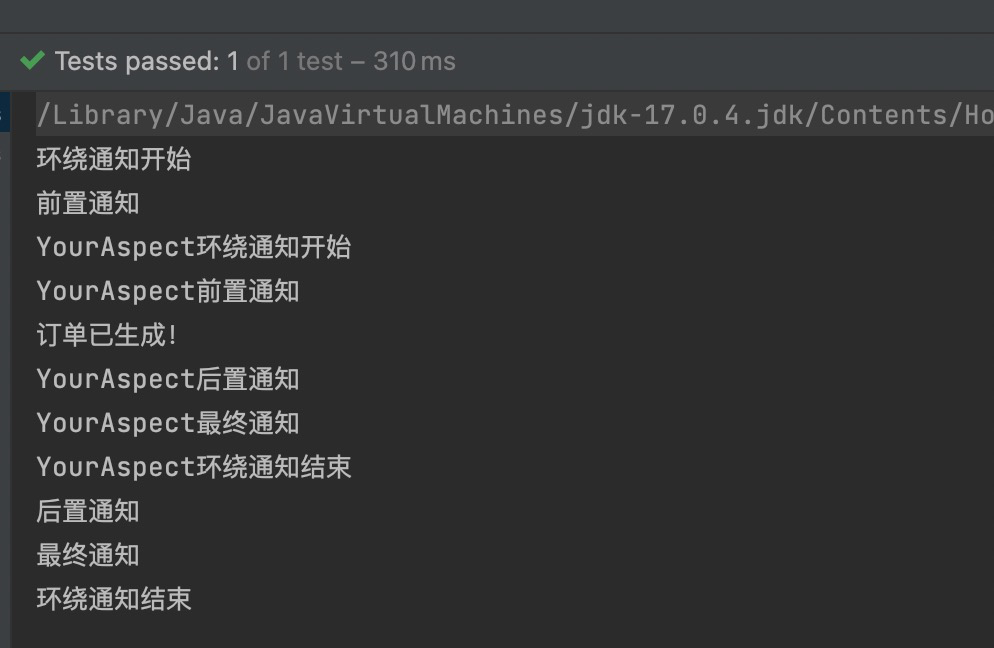 Tests passed: 1 of 1 test – 310 ms
/Library/Java/JavaVirtualMachines/jdk-17.0.4.jdk/Contents/Ho
环绕通知开始
前置通知
YourAspect环绕通知开始
YourAspect前置通知
订单已生成!
YourAspect后置通知
YourAspect最终通知
YourAspect环绕通知结束
后置通知
最终通知
环绕通知结束